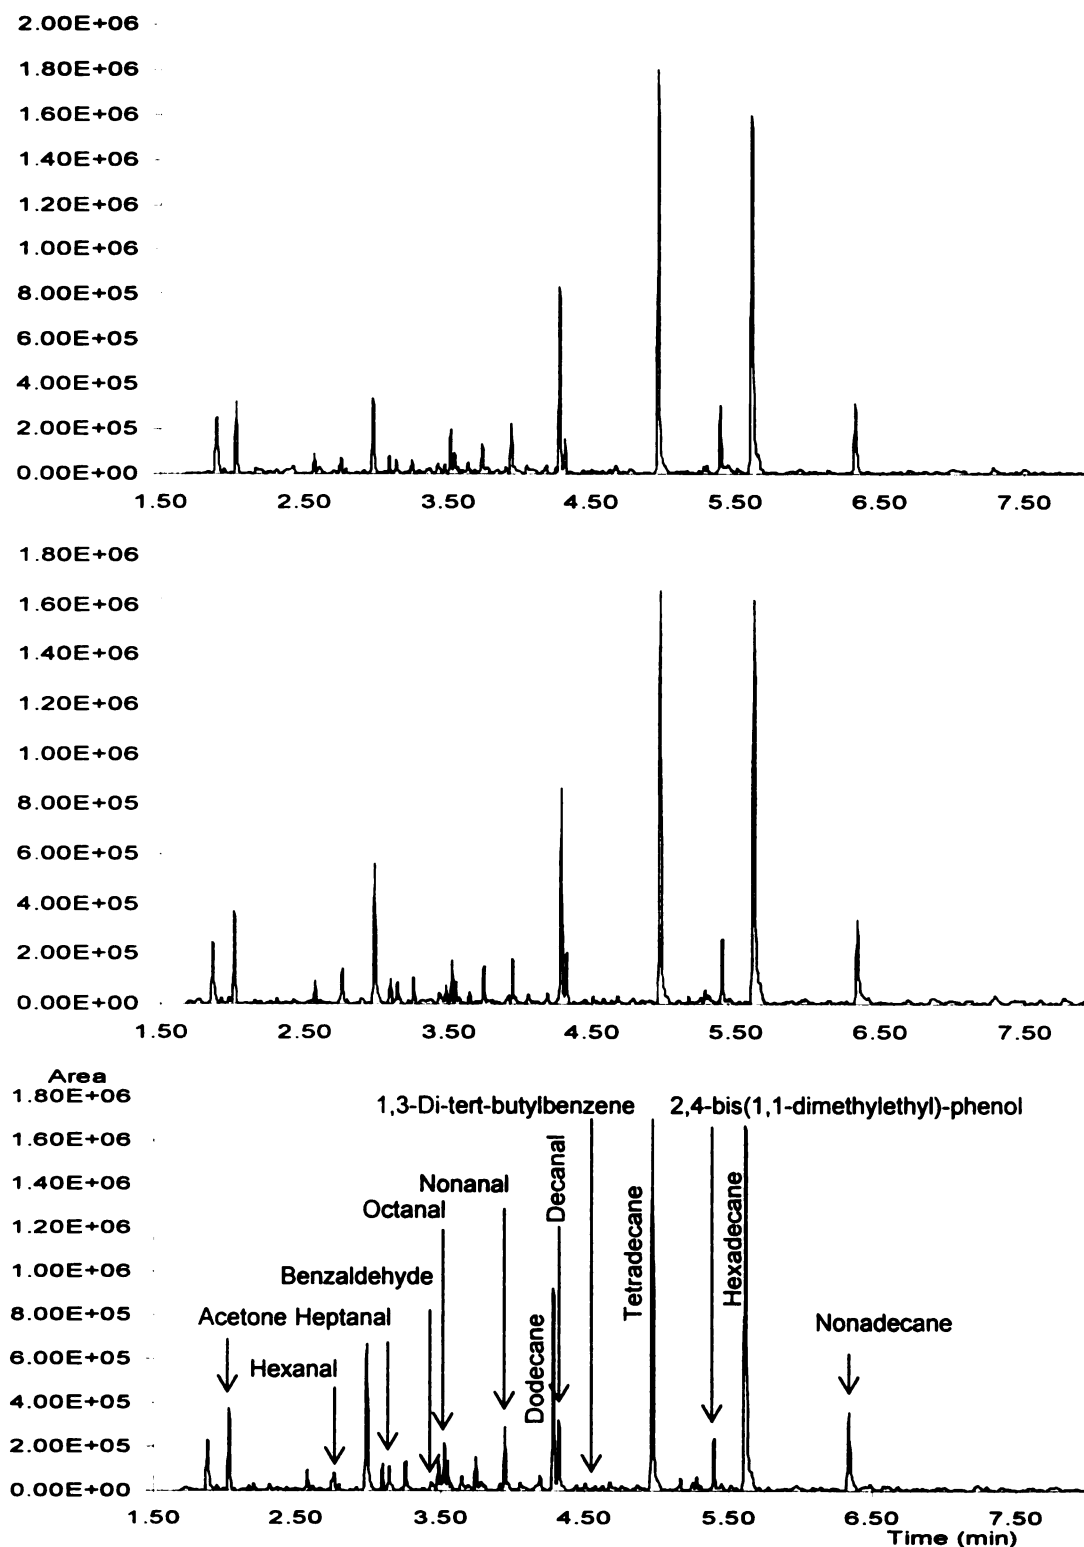 2.00E+06
1.80E+06
1.60E+06
1.40E+06
1.20E+06
1.00E+06
8.00E+05
6.00E+05
4.00E+05
2.00E+05
0.00E+00
1.50 2.50 3.50 4.50 5.50 6.50 7.50
1.80E+06
1.60E+06
1.40E+06
1.20E+06
1.00E+06
8.00E+05
6.00E+05
4.00E+05
2.00E+05
0.00E+00
1.50 2.50 3.50 4.50 5.50 6.50 7.50
Area
1.80E+06
1.60E+06
1.40E+06
1.20E+06
1.00E+06
8.00E+05
6.00E+05
4.00E+05
2.00E+05
0.00E+00
1,3-Di-tert-butylbenzene 2,4-bis(1,1-dimethylethyl)-phenol
Nonanal
Octanal
Decanal
Tetradecane
Hexadecane
Benzaldehyde
Acetone Heptanal
Hexanal
Dodecane
Nonadecane
1.50 2.50 3.50 4.50 5.50 6.50 7.50
Time (min)